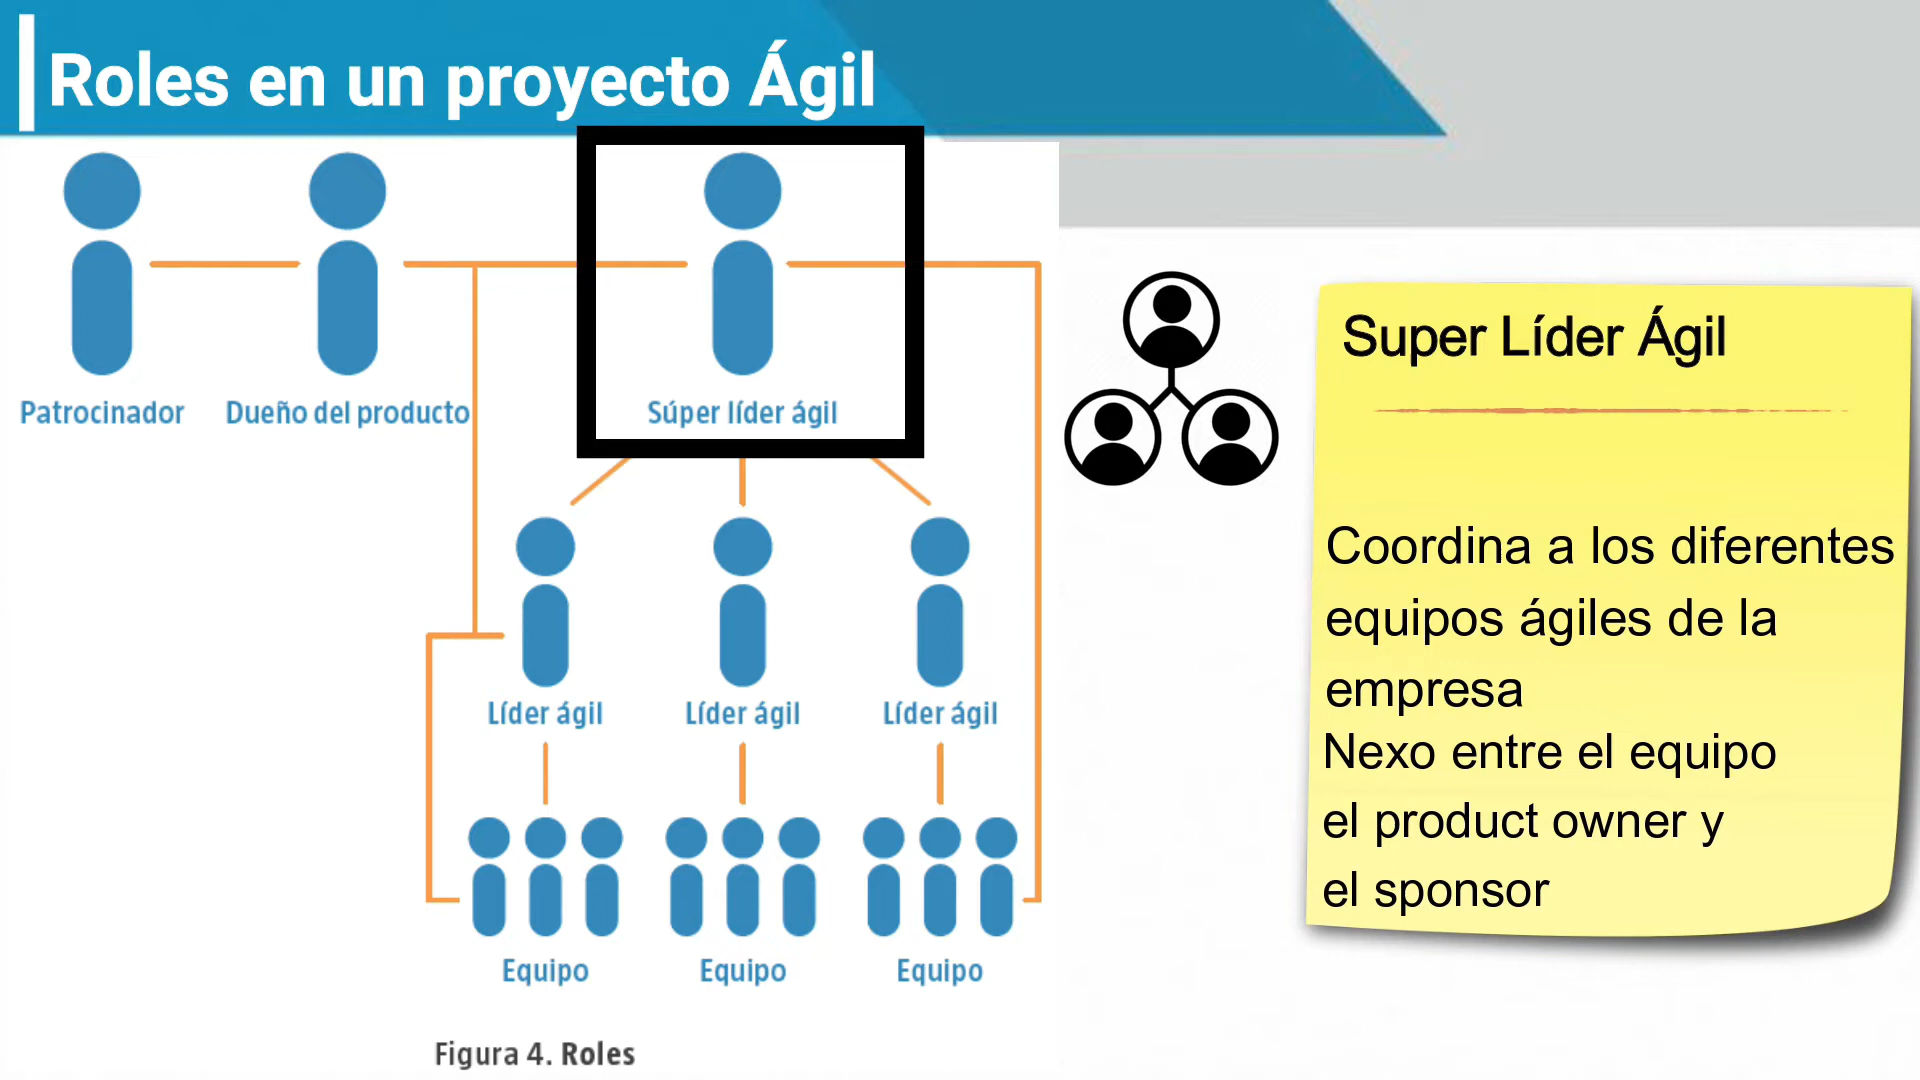 Roles en un proyecto Ágil
Patrocinador
Dueño del producto
Súper líder ágil
Líder ágil
Líder ágil
Líder ágil
Equipo
Equipo
Equipo
Figura 4. Roles
Super Líder Ágil
Coordina a los diferentes
equipos ágiles de la
empresa
Nexo entre el equipo
el product owner y
el sponsor